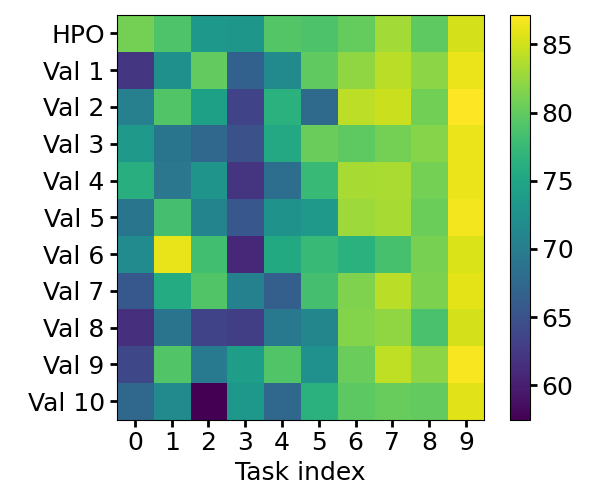 HPO
Val 1
Val 2
Val 3
Val 4
Val 5
Val 6
Val 7
Val 8
Val 9
Val 10
0 1 2 3 4 5 6 7 8 9
Task index
85
80
75
70
65
60